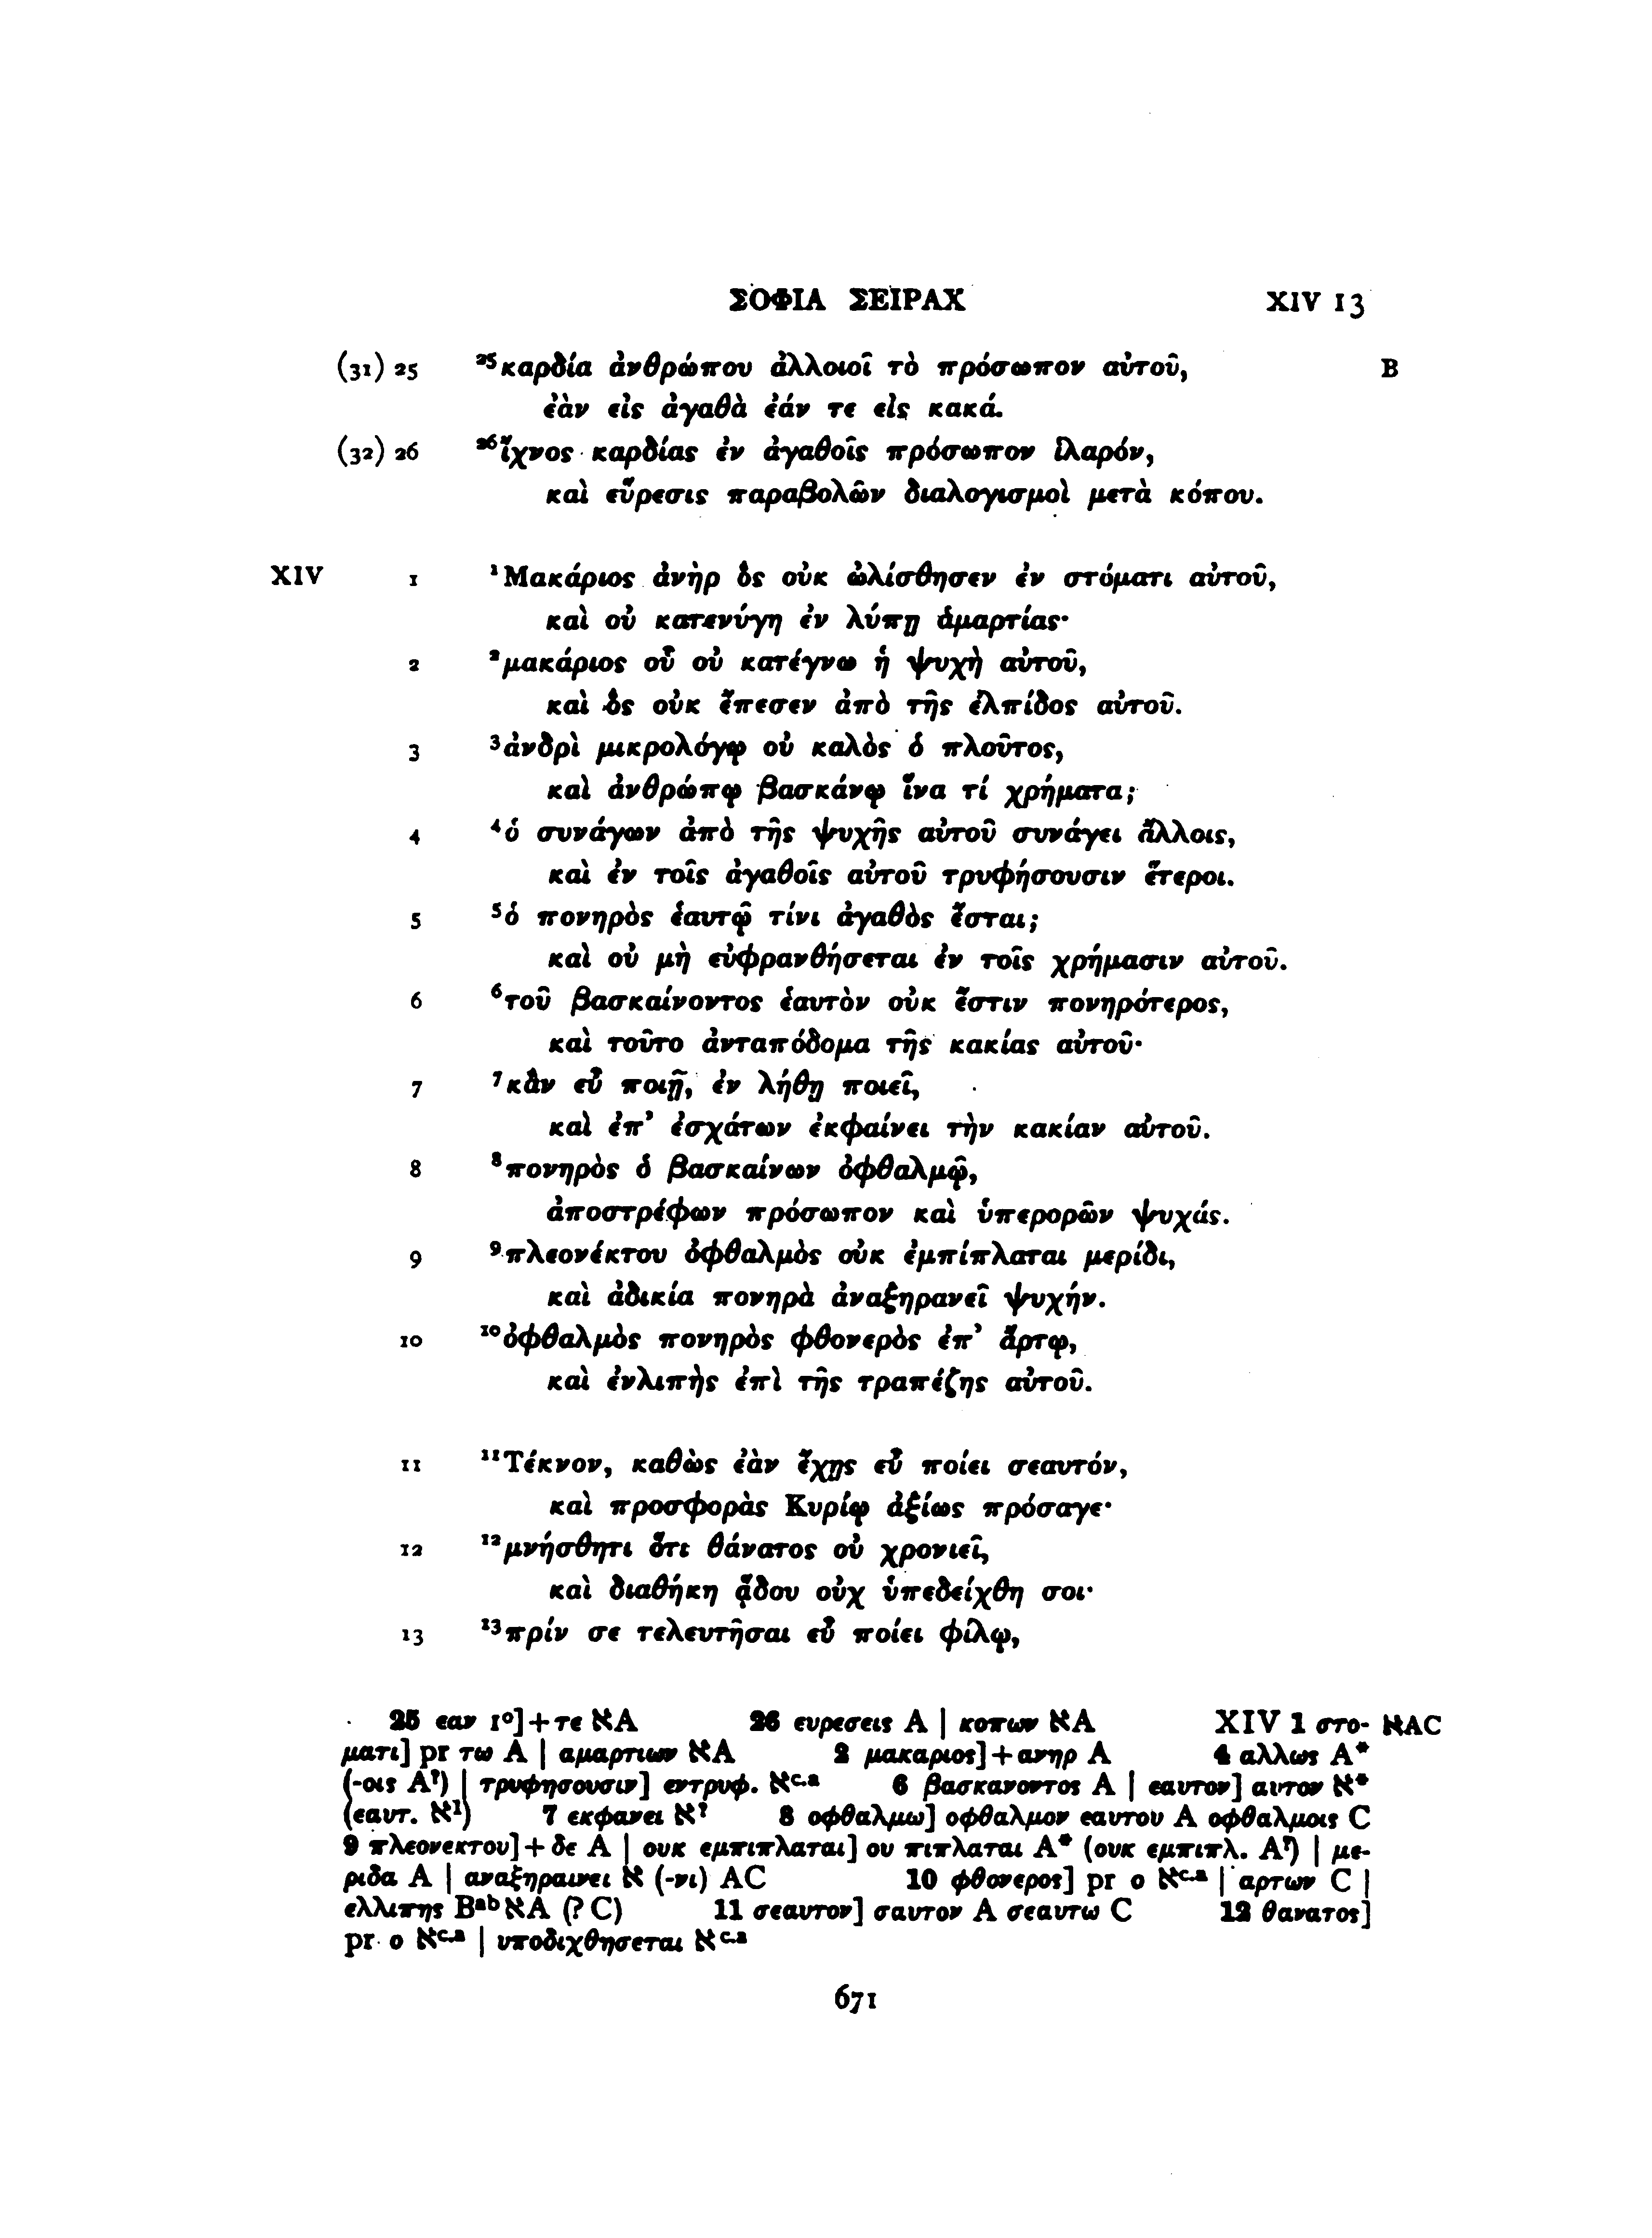 ΣΟΦΙΑ ΣΕΙΡΑΧ XIV 13
(31) 25 ²⁵καρδία ἀνθρώπου ἀλλοιοῖ τὸ πρόσωπον αὐτοῦ, B
ἐὰν εἰς ἀγαθὰ ἐάν τε εἰς κακά.
(32) 26 ²⁶ἴχνος καρδίας ἐν ἀγαθοῖς πρόσωπον ἱλαρόν,
καὶ εὕρεσις παραβολῶν διαλογισμοὶ μετὰ κόπου.
XIV 1 ¹Μακάριος ἀνὴρ ὃς οὐκ ὠλίσθησεν ἐν στόματι αὐτοῦ,
καὶ οὐ κατενύγη ἐν λύπῃ ἁμαρτίας·
2 ²μακάριος οὗ οὐ κατέγνω ἡ ψυχὴ αὐτοῦ,
καὶ ὃς οὐκ ἔπεσεν ἀπὸ τῆς ἐλπίδος αὐτοῦ.
3 ³ἀνδρὶ μικρολόγῳ οὐ καλὸς ὁ πλοῦτος,
καὶ ἀνθρώπῳ βασκάνῳ ἵνα τί χρήματα;
4 ⁴ὁ συνάγων ἀπὸ τῆς ψυχῆς αὐτοῦ συνάγει ἄλλοις,
καὶ ἐν τοῖς ἀγαθοῖς αὐτοῦ τρυφήσουσιν ἕτεροι.
5 ⁵ὁ πονηρὸς ἑαυτῷ τίνι ἀγαθὸς ἔσται;
καὶ οὐ μὴ εὐφρανθήσεται ἐν τοῖς χρήμασιν αὐτοῦ.
6 ⁶τοῦ βασκαίνοντος ἑαυτὸν οὐκ ἔστιν πονηρότερος,
καὶ τοῦτο ἀνταπόδομα τῆς κακίας αὐτοῦ·
7 ⁷κἂν εὖ ποιῇ, ἐν λήθῃ ποιεῖ,
καὶ ἐπ’ ἐσχάτων ἐκφαίνει τὴν κακίαν αὐτοῦ.
8 ⁸πονηρὸς ὁ βασκαίνων ὀφθαλμῷ,
ἀποστρέφων πρόσωπον καὶ ὑπερορῶν ψυχάς.
9 ⁹πλεονέκτου ὀφθαλμὸς οὐκ ἐμπίπλαται μερίδι,
καὶ ἀδικία πονηρὰ ἀναξηρανεῖ ψυχήν.
10 ¹⁰ὀφθαλμὸς πονηρὸς φθονερὸς ἐπ’ ἄρτῳ,
καὶ ἐνλιπὴς ἐπὶ τῆς τραπέζης αὐτοῦ.
11 ¹¹Τέκνον, καθὼς ἐὰν ἔχῃς εὖ ποίει σεαυτόν,
καὶ προσφορὰς Κυρίῳ ἀξίως πρόσαγε·
12 ¹²μνήσθητι ὅτι θάνατος οὐ χρονιεῖ,
καὶ διαθήκη ᾅδου οὐχ ὑπεδείχθη σοι·
13 ¹³πρίν σε τελευτῆσαι εὖ ποίει φίλῳ,
25 εαν 1°]+τε אA 26 ευρεσεις A | κοπων אA XIV 1 στο- אAC
ματι] pr τω A | αμαρτιων אA 2 μακαριος]+ανηρ A 4 αλλως A*
(-οις A?) | τρυφησουσιν] εντρυφ. אc.a 6 βασκανοντος A | εαυτον] αυτον א*
(εαυτ. א1) 7 εκφανει א? 8 οφθαλμω] οφθαλμον εαυτου A οφθαλμοις C
9 πλεονεκτου]+δε A | ουκ εμπιπλαται] ου πιπλαται A* (ουκ εμπιπλ. A?) | με-
ριδα A | αναξηραινει א (-νι) AC 10 φθονερος] pr ο אc.a | αρτων C |
ελλιπης Bab אA (? C) 11 σεαυτον] σαυτον A σεαυτω C 12 θανατος]
pr ο אc.a | υποδιχθησεται אc.a
671